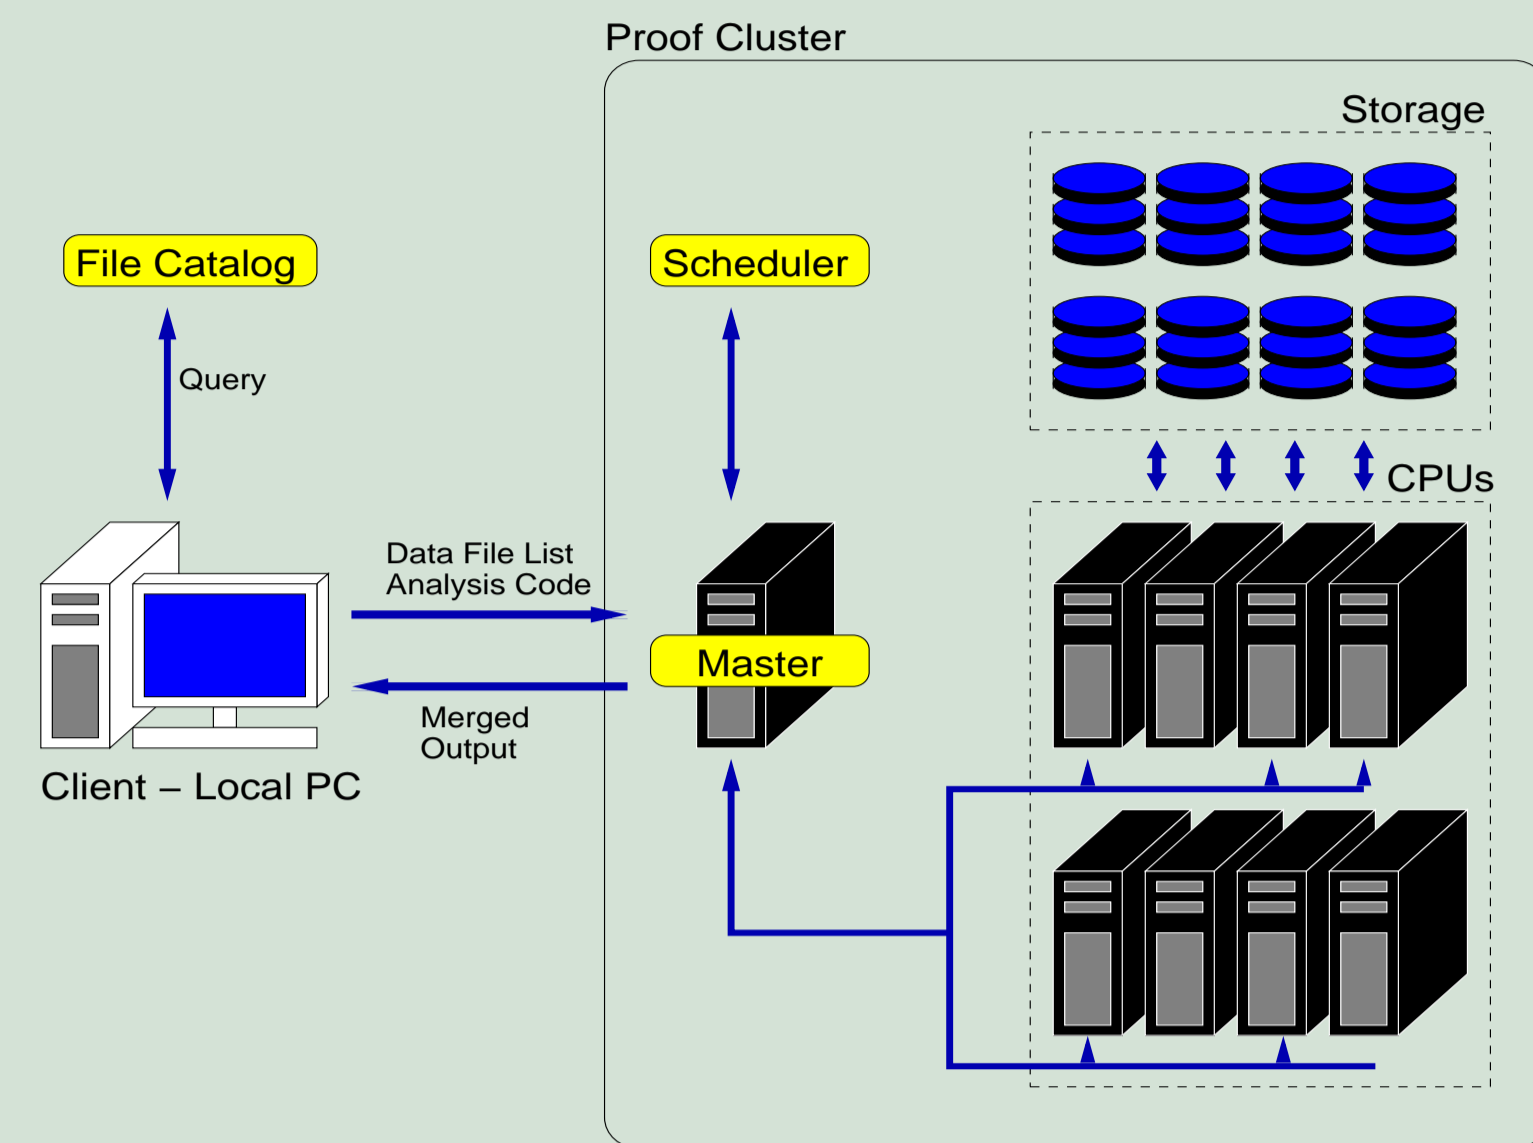 Proof Cluster
Storage
File Catalog
Scheduler
Query
CPUs
Data File List
Analysis Code
Master
Merged
Output
Client – Local PC